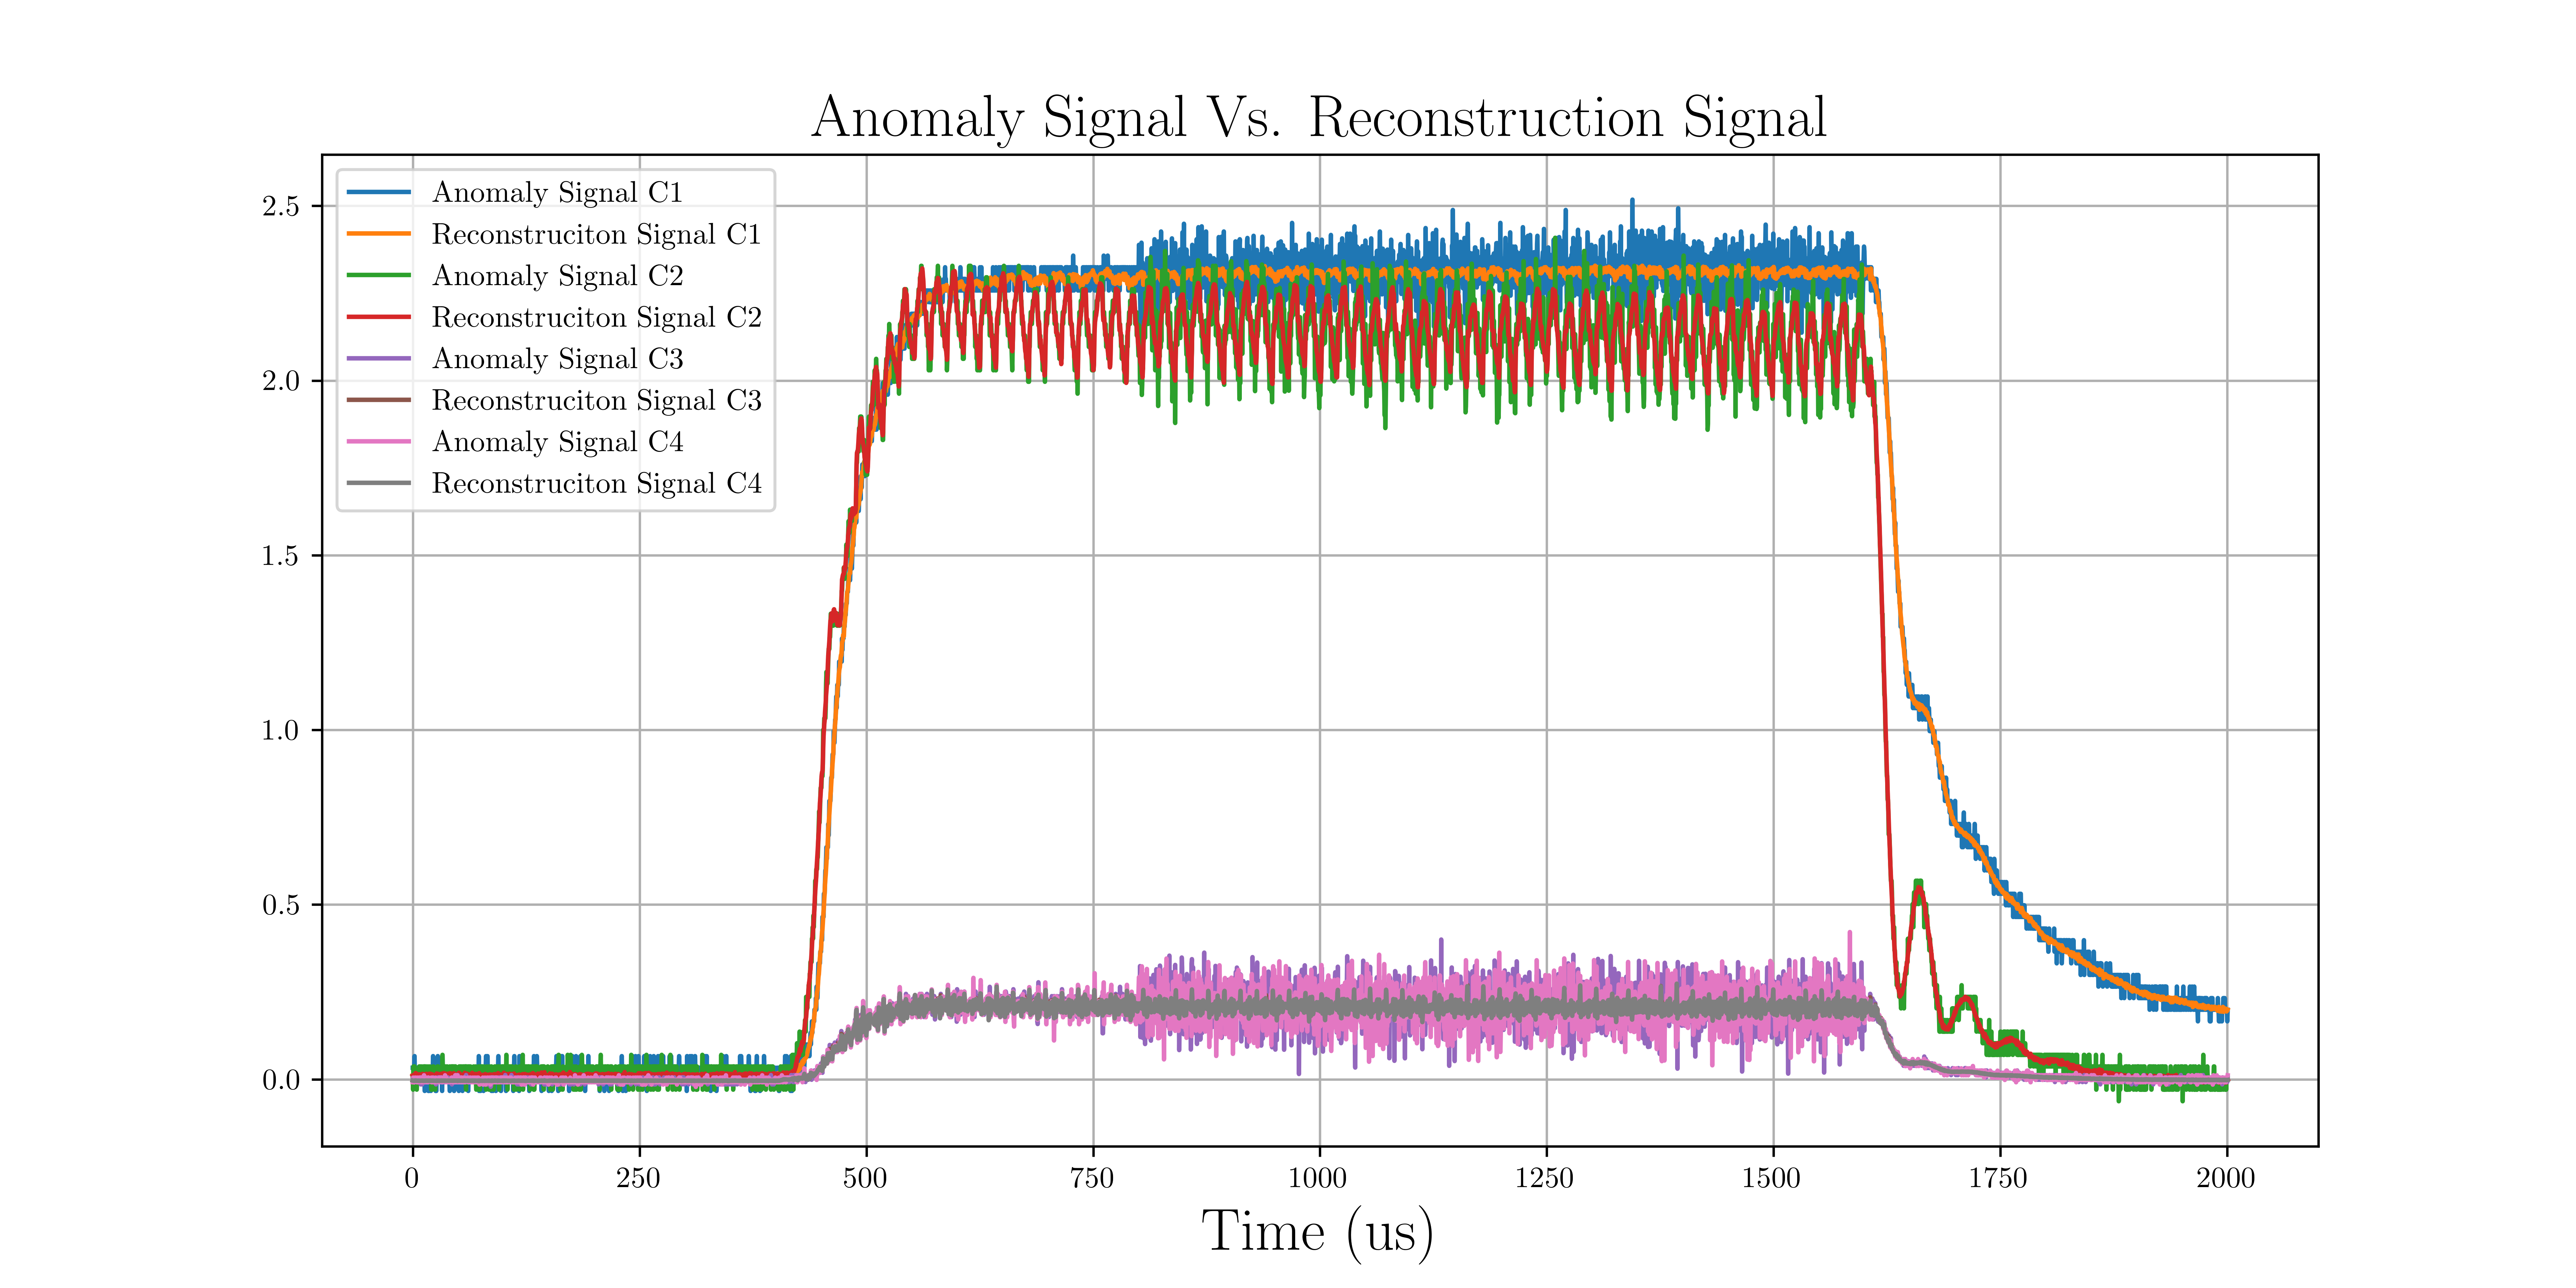 Anomaly Signal Vs. Reconstruction Signal
Anomaly Signal C1
Reconstruciton Signal C1
Anomaly Signal C2
Reconstruciton Signal C2
Anomaly Signal C3
Reconstruciton Signal C3
Anomaly Signal C4
Reconstruciton Signal C4
2.5
2.0
1.5
1.0
0.5
0.0
0 250 500 750 1000 1250 1500 1750 2000
Time (us)